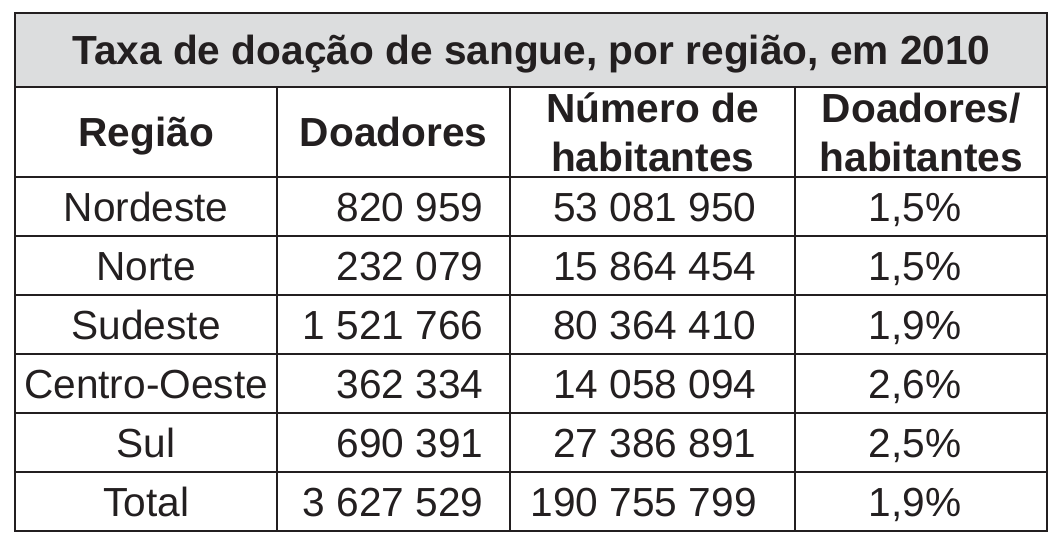 Taxa de doação de sangue, por região, em 2010
Região Doadores Número de habitantes Doadores/ habitantes
Nordeste 820 959 53 081 950 1,5%
Norte 232 079 15 864 454 1,5%
Sudeste 1 521 766 80 364 410 1,9%
Centro-Oeste 362 334 14 058 094 2,6%
Sul 690 391 27 386 891 2,5%
Total 3 627 529 190 755 799 1,9%